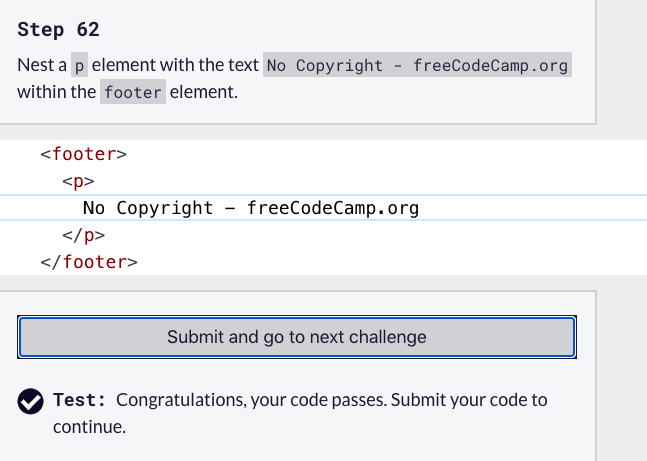 Step 62
Nest a p element with the text No Copyright - freeCodeCamp.org
within the footer element.
<footer>
<p>
No Copyright - freeCodeCamp.org
</p>
</footer>
Submit and go to next challenge
Test: Congratulations, your code passes. Submit your code to
continue.